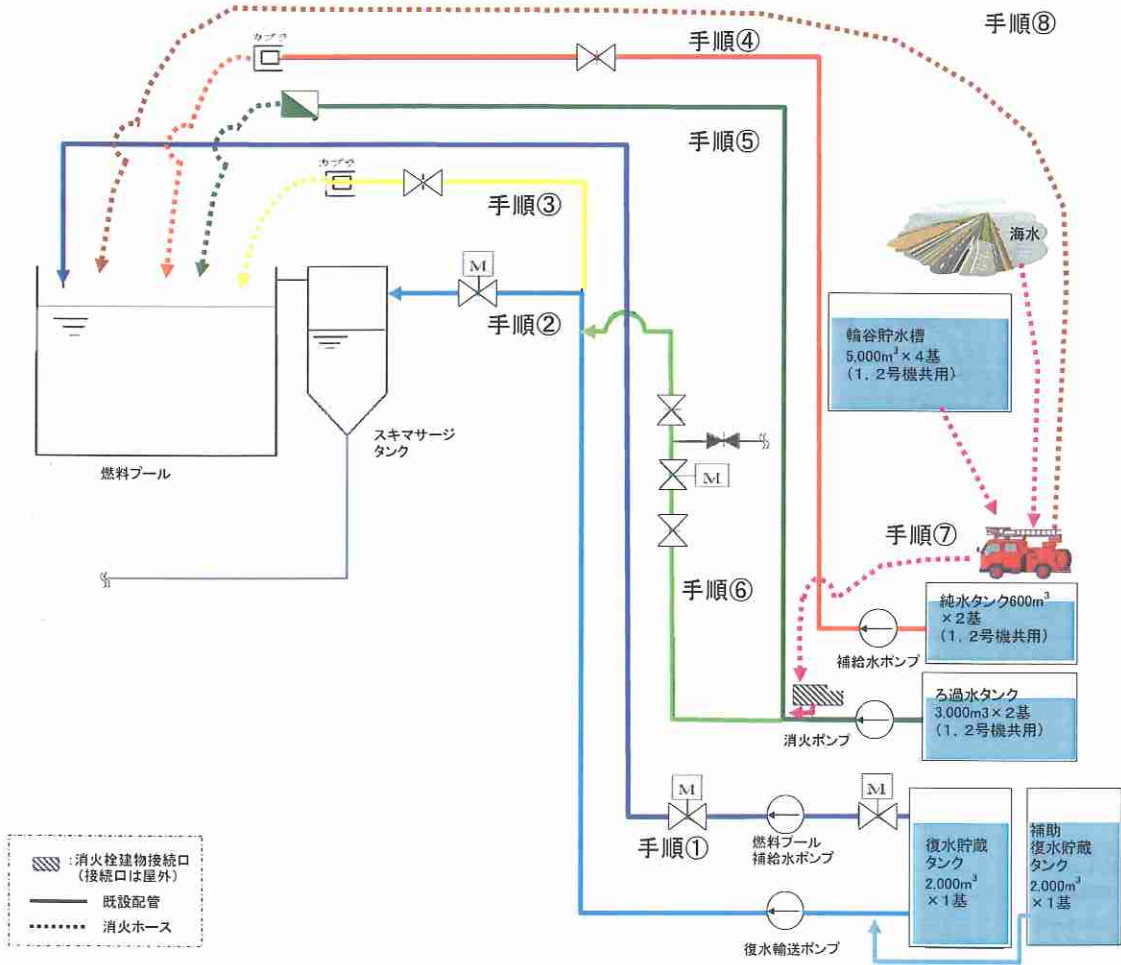 手順⑧
カプラ
手順④
手順⑤
カプラ
手順③
海水
M
手順②
輪谷貯水槽
5,000m³×4基
(1,2号機共用)
スキマサージ
タンク
燃料プール
M
手順⑦
手順⑥
純水タンク600m³
×2基
(1,2号機共用)
補給水ポンプ
ろ過水タンク
3,000m3×2基
(1,2号機共用)
消火ポンプ
M
M
手順①
燃料プール
補給水ポンプ
復水貯蔵
タンク
2,000m³
×1基
補助
復水貯蔵
タンク
2,000m³
×1基
復水輸送ポンプ
:消火栓建物接続口
(接続口は屋外)
既設配管
消火ホース